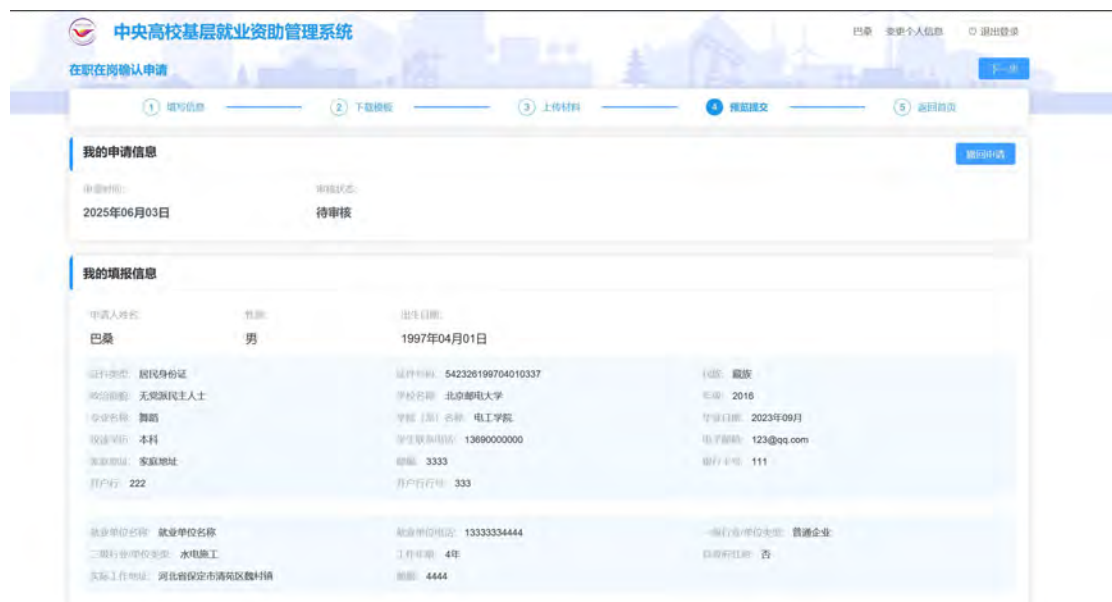 中央高校基层就业资助管理系统
巴桑 变更个人信息 退出登录
在职在岗确认申请
下一步
1 填写信息 2 下载模板 3 上传材料 4 预览提交 5 返回首页
我的申请信息
撤回申请
申请时间: 审核状态:
2025年06月03日 待审核
我的填报信息
申请人姓名: 性别: 出生日期:
巴桑 男 1997年04月01日
证件类型: 居民身份证 证件号码: 542326199704010337 民族: 藏族
政治面貌: 无党派民主人士 学校名称: 北京邮电大学 年级: 2016
专业名称: 舞蹈 学院（系）名称: 电工学院 毕业日期: 2023年09月
攻读学历: 本科 学生联系电话: 13690000000 电子邮箱: 123@qq.com
家庭地址: 家庭地址 邮编: 3333 银行卡号: 111
开户行: 222 开户行行号: 333
就业单位名称: 就业单位名称 就业单位电话: 13333334444 一级行业/单位类型: 普通企业
二级行业/单位类型: 水电施工 工作年限: 4年 否
实际工作地址: 河北省保定市清苑区魏村镇 邮编: 4444